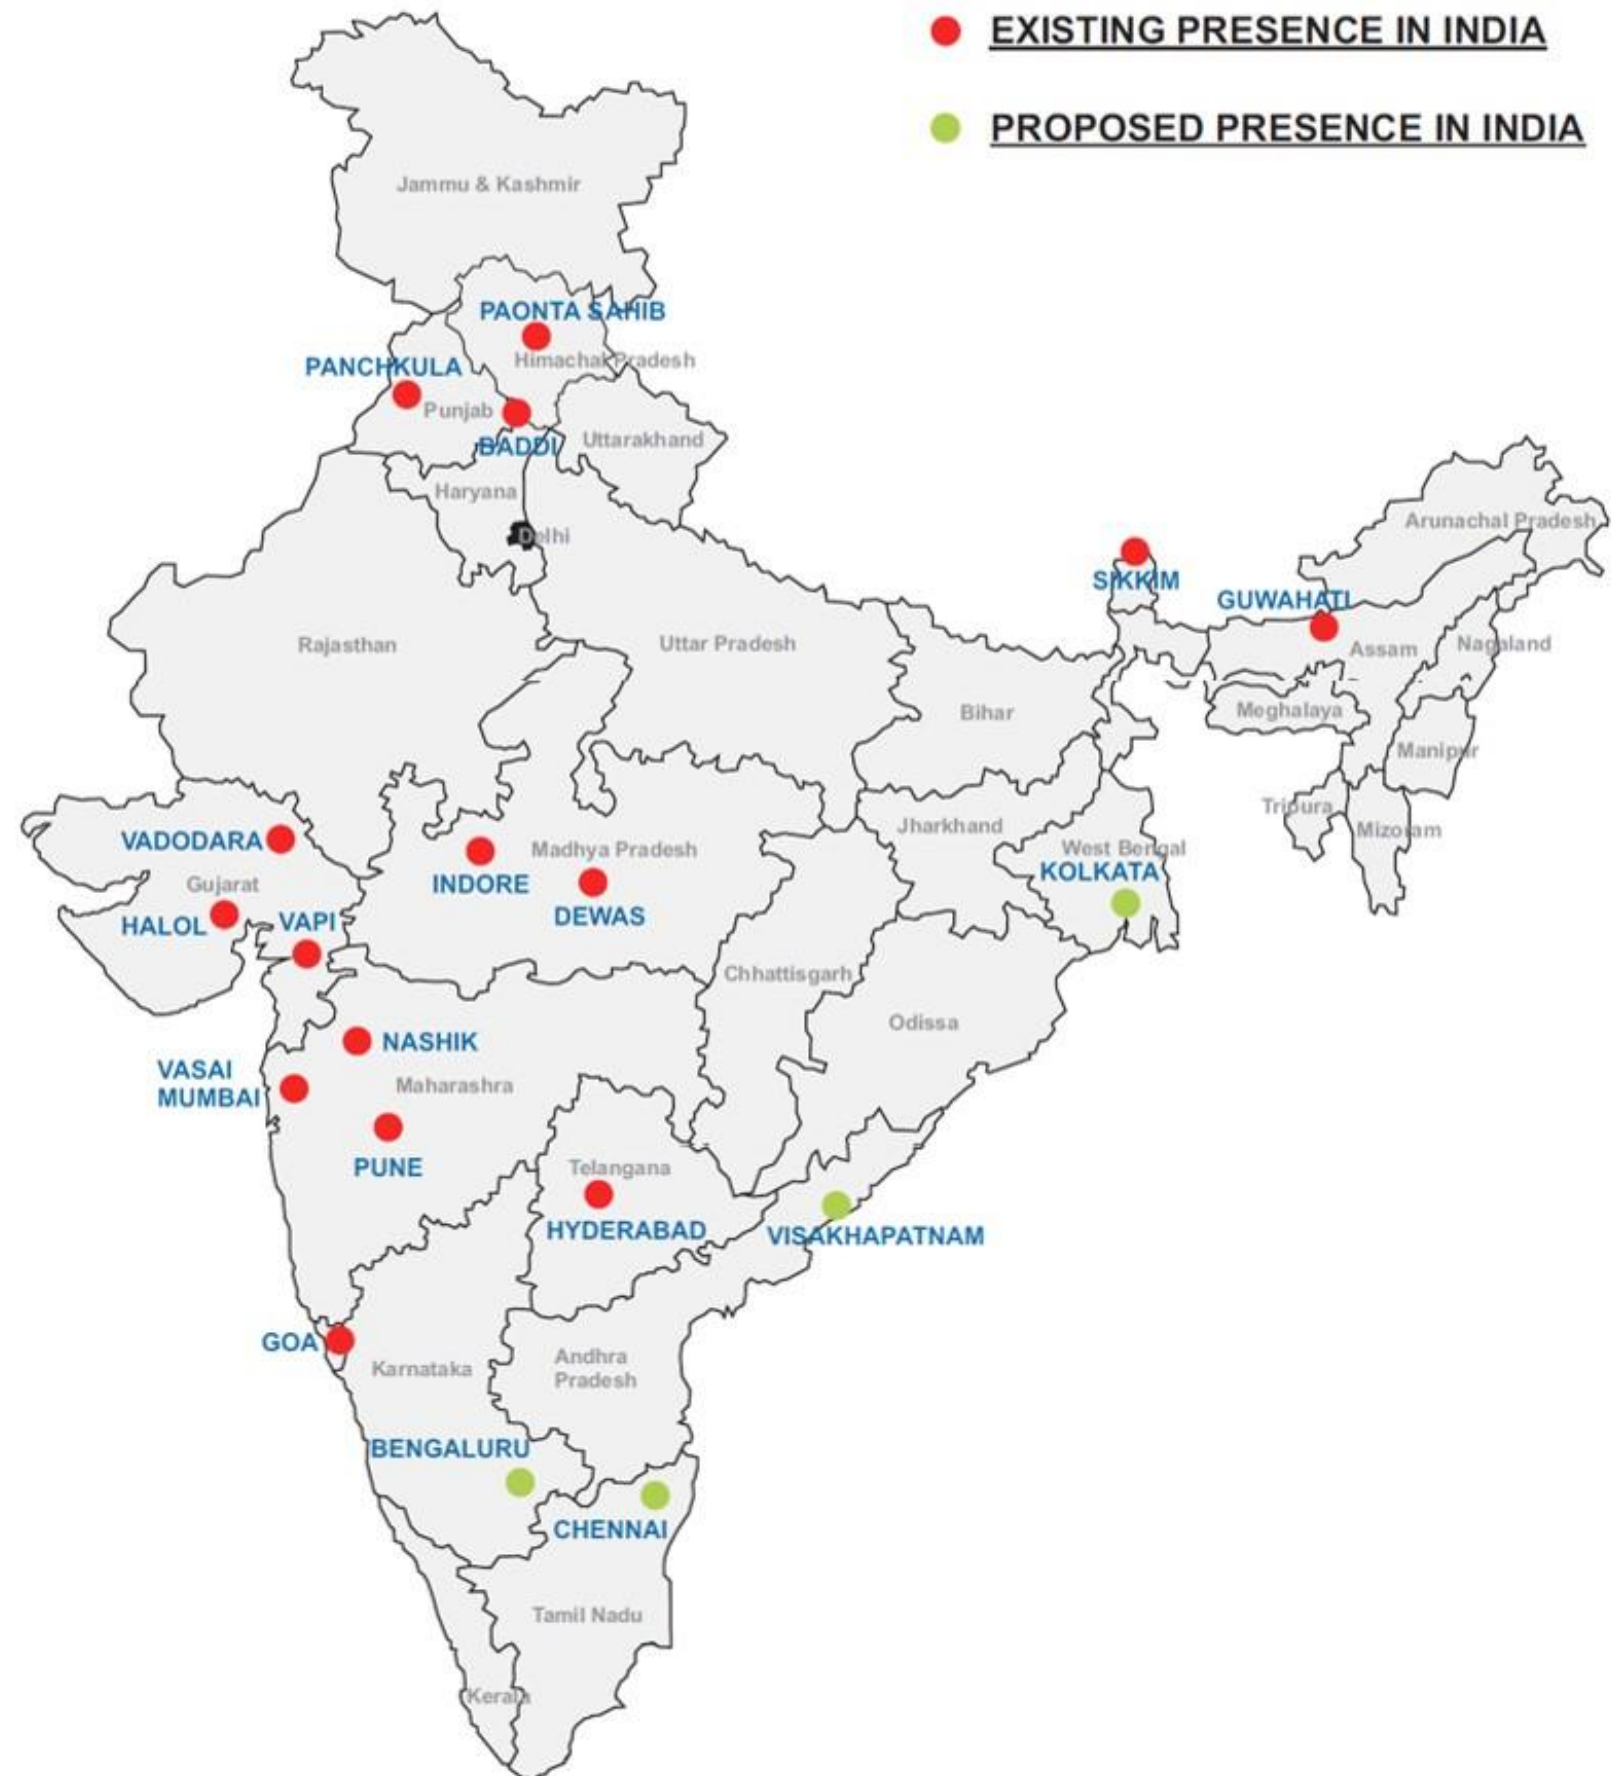 EXISTING PRESENCE IN INDIA
PROPOSED PRESENCE IN INDIA
Jammu & Kashmir
PAONTA SAHIB
Himachal Pradesh
PANCHKULA
Punjab
BADDI
Uttarakhand
Haryana
Delhi
Arunachal Pradesh
SIKKIM
GUWAHATI
Rajasthan
Uttar Pradesh
Assam
Nagaland
Bihar
Meghalaya
Manipur
Tripura
Mizoram
VADODARA
Madhya Pradesh
Jharkhand
West Bengal
KOLKATA
Gujarat
INDORE
DEWAS
HALOL
VAPI
Chhattisgarh
Odissa
NASHIK
VASAI
MUMBAI
Maharashra
PUNE
Telangana
HYDERABAD
VISAKHAPATNAM
GOA
Karnataka
Andhra
Pradesh
BENGALURU
CHENNAI
Tamil Nadu
Kerala